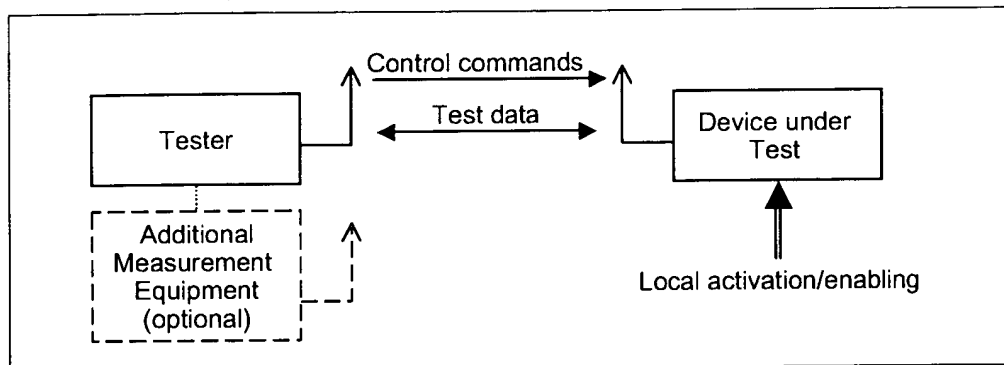 Control commands
Test data
Tester
Device under
Test
Additional
Measurement
Equipment
(optional)
Local activation/enabling